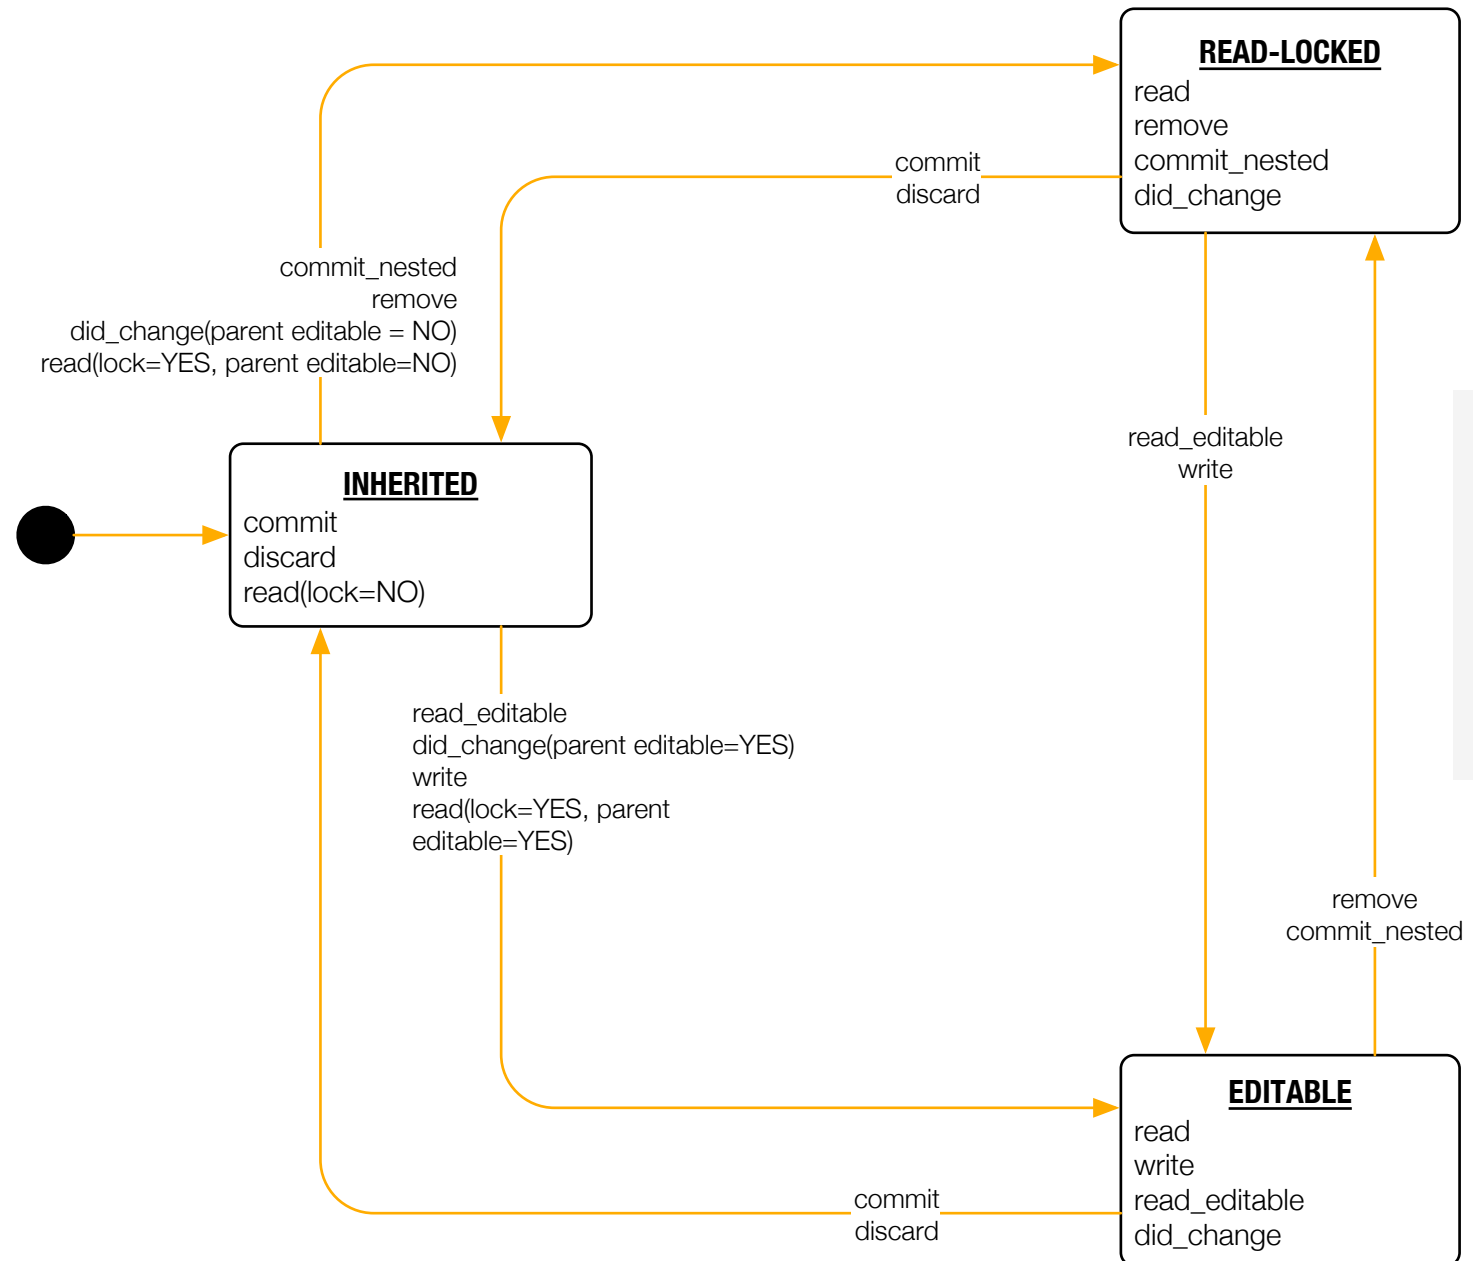 READ-LOCKED
read
remove
commit_nested
did_change
commit
discard
commit_nested
remove
did_change(parent editable = NO)
read(lock=YES, parent editable=NO)
read_editable
write
INHERITED
commit
discard
read(lock=NO)
read_editable
did_change(parent editable=YES)
write
read(lock=YES, parent
editable=YES)
remove
commit_nested
EDITABLE
read
write
read_editable
did_change
commit
discard